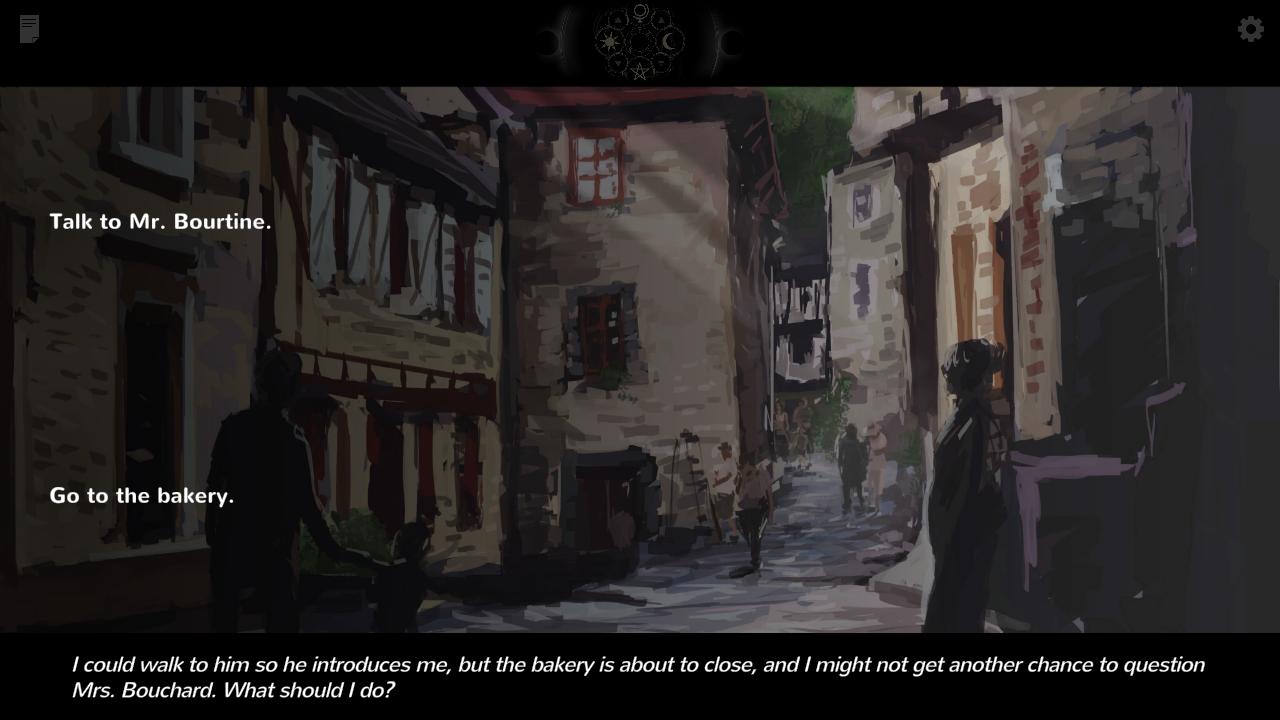 Talk to Mr. Bourtine.
Go to the bakery.
I could walk to him so he introduces me, but the bakery is about to close, and I might not get another chance to question
Mrs. Bouchard. What should I do?